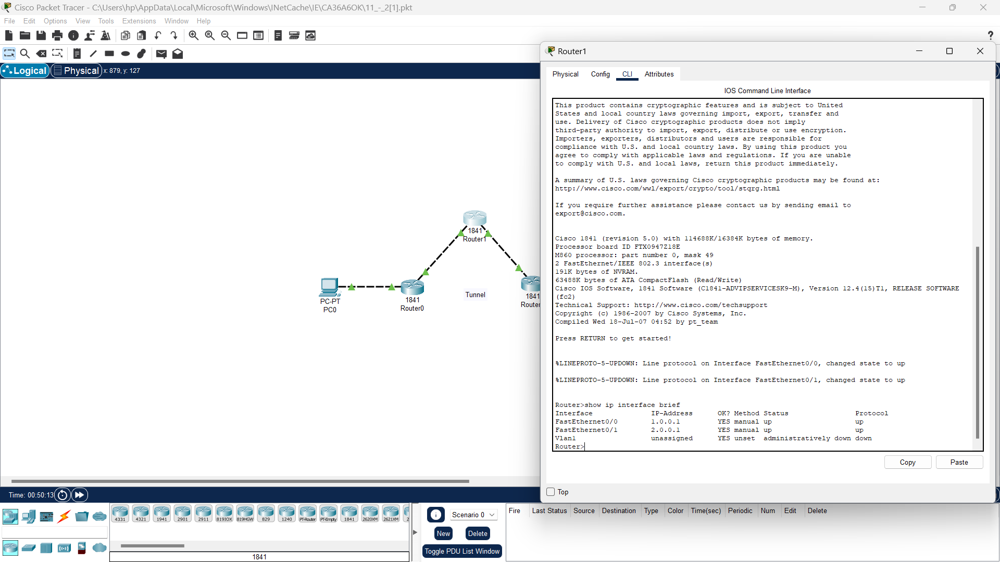 Cisco Packet Tracer - C:\Users\hp\AppData\Local\Microsoft\Windows\INetCache\IE\CA36A6OK\11_-_2[1].pkt
File Edit Options View Tools Extensions Window Help
Logical Physical x: 879, y: 127
1841
Router1
PC-PT
PC0
1841
Router0
Tunnel
1841
Router
Router1
Physical Config CLI Attributes
IOS Command Line Interface
This product contains cryptographic features and is subject to United
States and local country laws governing import, export, transfer and
use. Delivery of Cisco cryptographic products does not imply
third-party authority to import, export, distribute or use encryption.
Importers, exporters, distributors and users are responsible for
compliance with U.S. and local country laws. By using this product you
agree to comply with applicable laws and regulations. If you are unable
to comply with U.S. and local laws, return this product immediately.
A summary of U.S. laws governing Cisco cryptographic products may be found at:
http://www.cisco.com/wwl/export/crypto/tool/stqrg.html
If you require further assistance please contact us by sending email to
export@cisco.com.
Cisco 1841 (revision 5.0) with 114688K/16384K bytes of memory.
Processor board ID FTX0947Z18E
M860 processor: part number 0, mask 49
2 FastEthernet/IEEE 802.3 interface(s)
191K bytes of NVRAM.
63488K bytes of ATA CompactFlash (Read/Write)
Cisco IOS Software, 1841 Software (C1841-ADVIPSERVICESK9-M), Version 12.4(15)T1, RELEASE SOFTWARE
(fc2)
Technical Support: http://www.cisco.com/techsupport
Copyright (c) 1986-2007 by Cisco Systems, Inc.
Compiled Wed 18-Jul-07 04:52 by pt_team
Press RETURN to get started!
%LINEPROTO-5-UPDOWN: Line protocol on Interface FastEthernet0/0, changed state to up
%LINEPROTO-5-UPDOWN: Line protocol on Interface FastEthernet0/1, changed state to up
Router>show ip interface brief
Interface IP-Address OK? Method Status Protocol
FastEthernet0/0 1.0.0.1 YES manual up up
FastEthernet0/1 2.0.0.1 YES manual up up
Vlan1 unassigned YES unset administratively down down
Router>
Copy Paste
Top
Time: 00:50:13
4331 4321 1941 2901 2911 819IOX 819HGW 829 1240 PT-Router PT-Empty 1841 2620XM 2621XM 2
1841
Scenario 0
New Delete
Toggle PDU List Window
Fire Last Status Source Destination Type Color Time(sec) Periodic Num Edit Delete